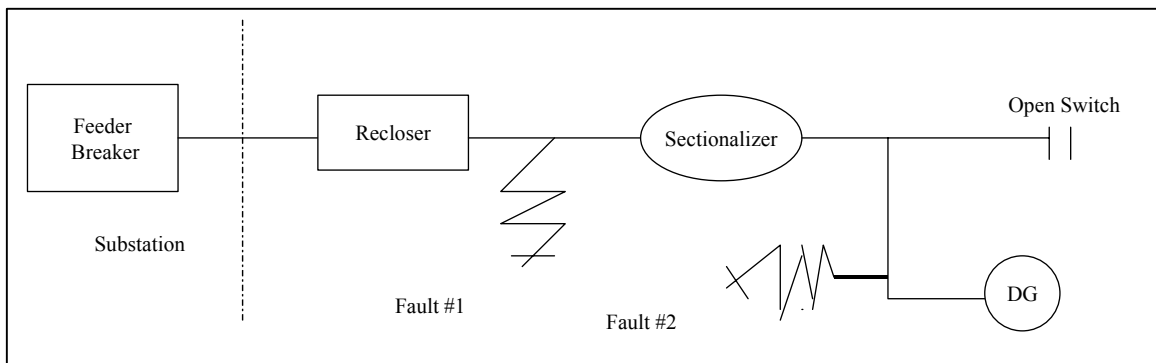 Feeder
Breaker
Recloser
Sectionalizer
Open Switch
Substation
Fault #1
Fault #2
DG